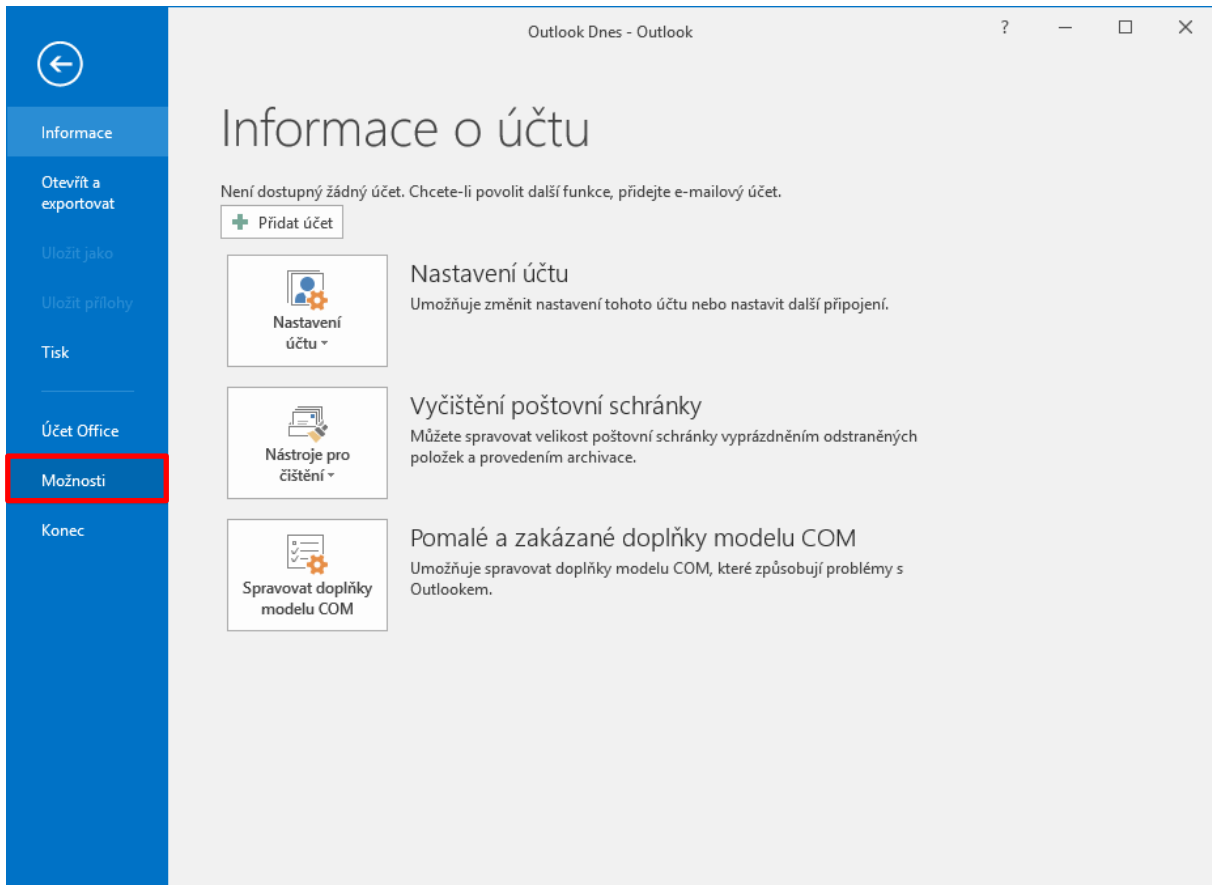 Outlook Dnes - Outlook
?
Informace
Otevřít a
exportovat
Uložit jako
Uložit přílohy
Tisk
Účet Office
Možnosti
Konec
Informace o účtu
Není dostupný žádný účet. Chcete-li povolit další funkce, přidejte e-mailový účet.
Přidat účet
Nastavení
účtu
Nastavení účtu
Umožňuje změnit nastavení tohoto účtu nebo nastavit další připojení.
Nástroje pro
čištění
Vyčištění poštovní schránky
Můžete spravovat velikost poštovní schránky vyprázdněním odstraněných
položek a provedením archivace.
Spravovat doplňky
modelu COM
Pomalé a zakázané doplňky modelu COM
Umožňuje spravovat doplňky modelu COM, které způsobují problémy s
Outlookem.